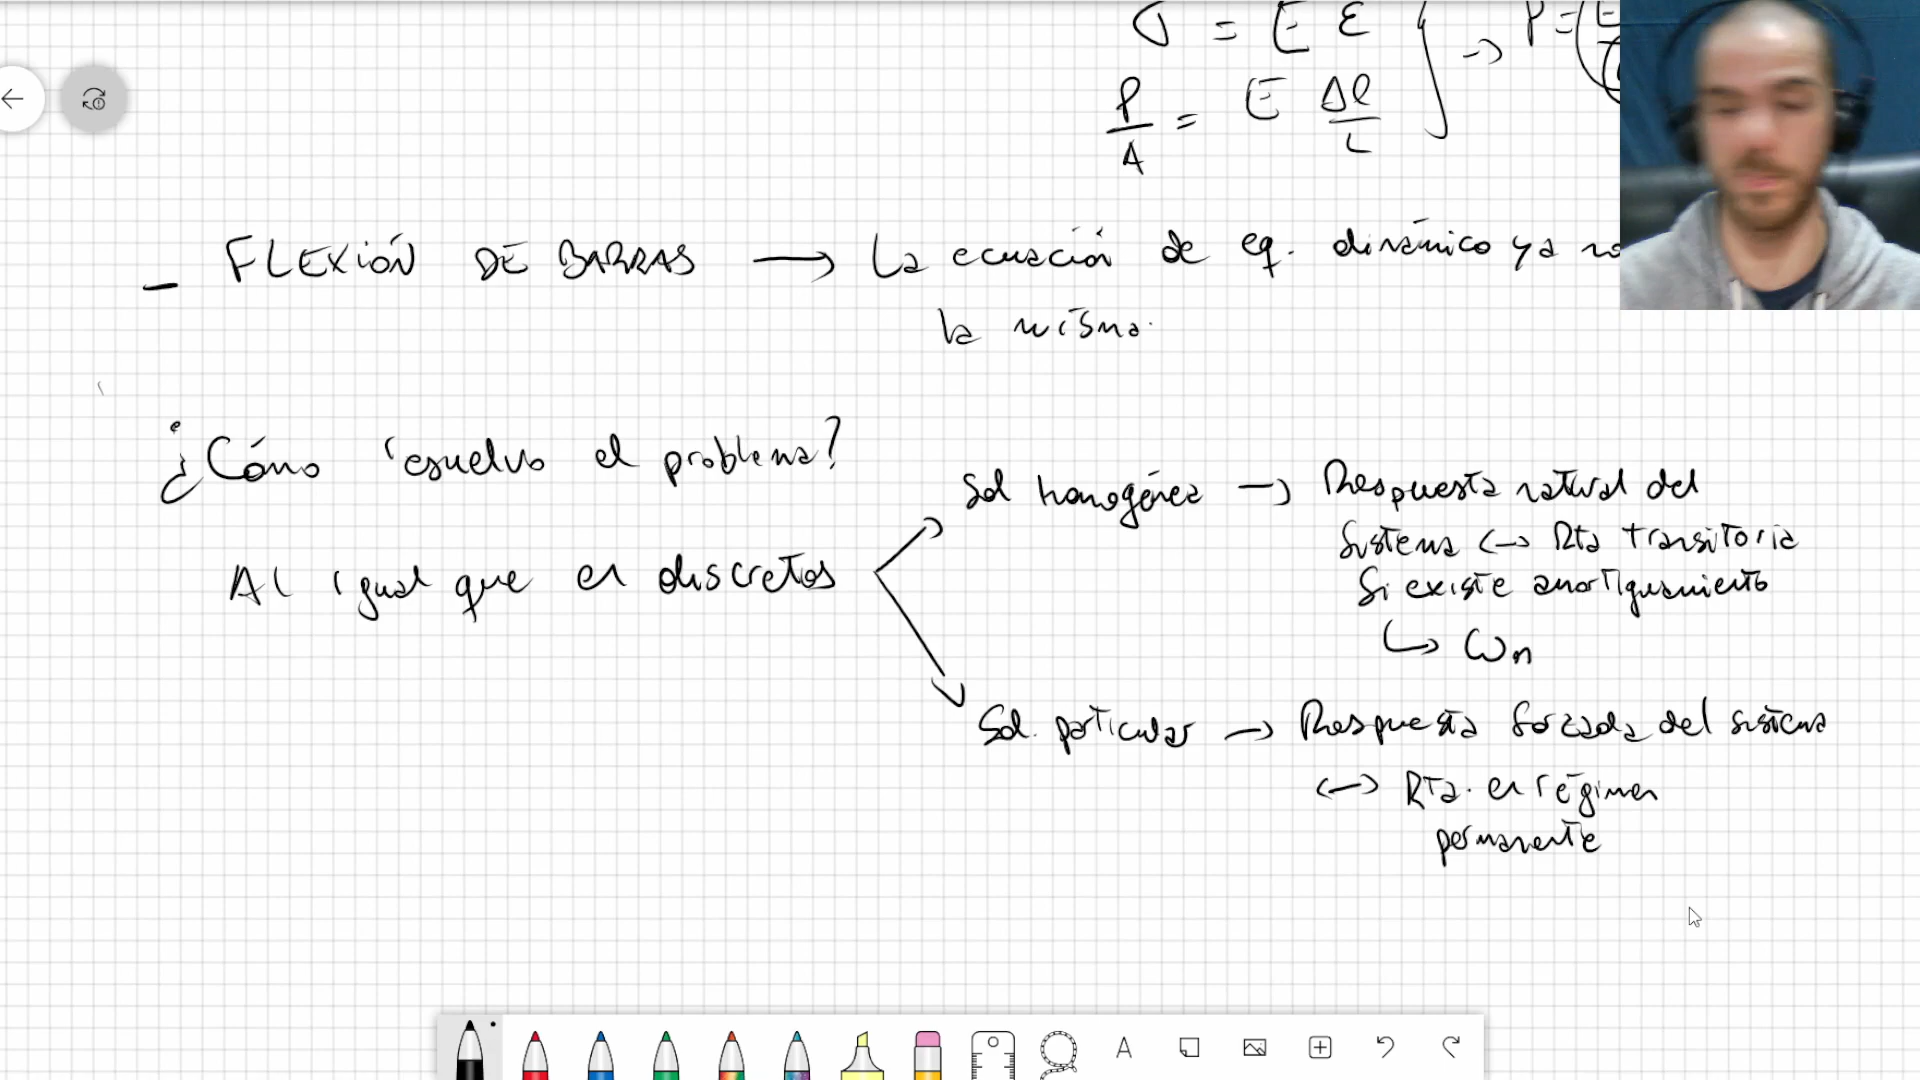 σ = E ε } → P = (E
P/A = E Δl/L
- FLEXIÓN DE BARRAS → La ecuación de eq. dinámico ya no
la misma.
¿Cómo resuelvo el problema?
Sol homogénea → Respuesta natural del
sistema ↔ Rta transitoria
Si existe amortiguamiento
↳ ωn
Al igual que en discretos
Sol. particular → Respuesta forzada del sistema
↔ Rta. en régimen
permanente